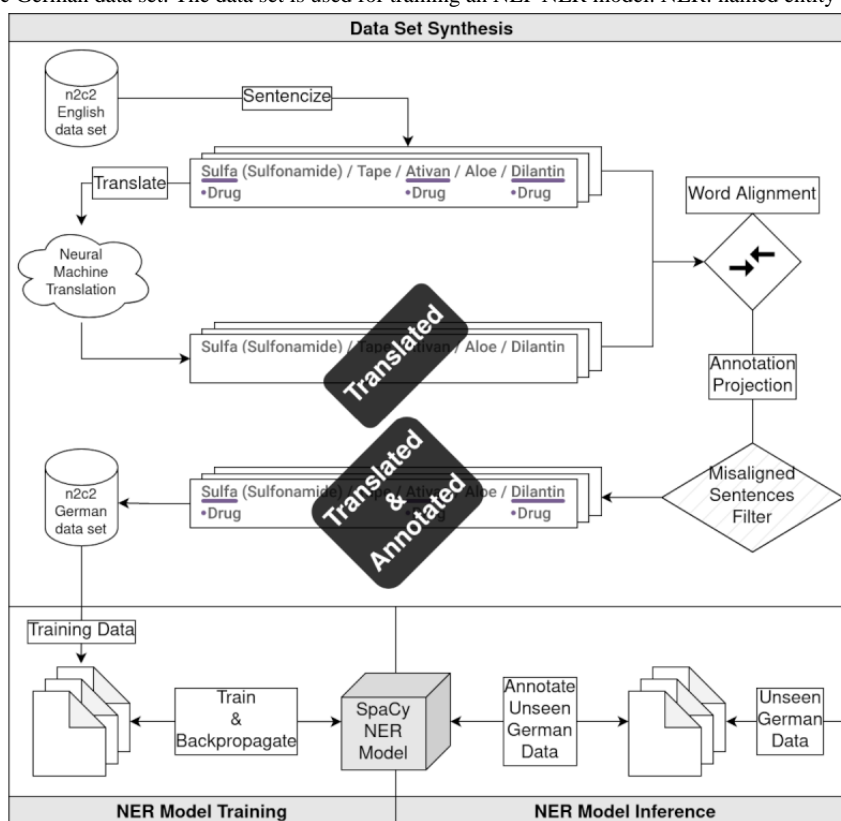 e German data set. The data set is used for training an NLP NER model. NER: named entity
Data Set Synthesis
n2c2
English
data set
Sentencize
Sulfa (Sulfonamide) / Tape / Ativan / Aloe / Dilantin
•Drug •Drug •Drug
Translate
Word Alignment
Neural
Machine
Translation
Sulfa (Sulfonamide) / Tape / Ativan / Aloe / Dilantin
Translated
Annotation
Projection
n2c2
German
data set
Sulfa (Sulfonamide) / Tape / Ativan / Aloe / Dilantin
•Drug •Drug
Translated
&
Annotated
Misaligned
Sentences
Filter
Training Data
Train
&
Backpropagate
SpaCy
NER
Model
Annotate
Unseen
German
Data
Unseen
German
Data
NER Model Training
NER Model Inference